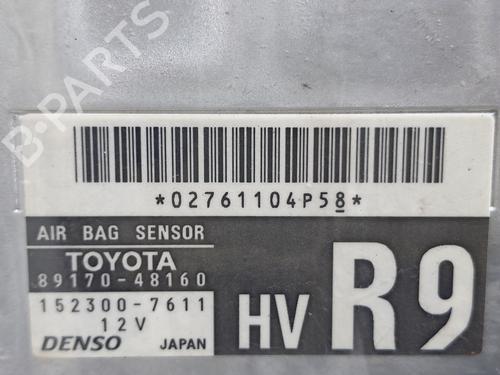 B-PARTS
*02761104P58*
AIR BAG SENSOR
TOYOTA
89170-48160
152300-7611
12V
DENSO JAPAN
HV R9